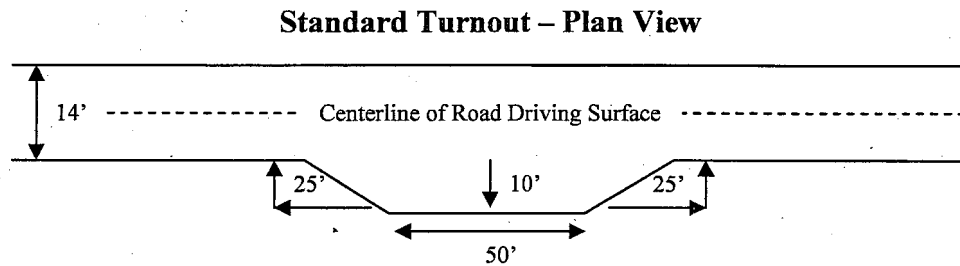 Standard Turnout – Plan View
14’
Centerline of Road Driving Surface
25’
10’
25’
50’